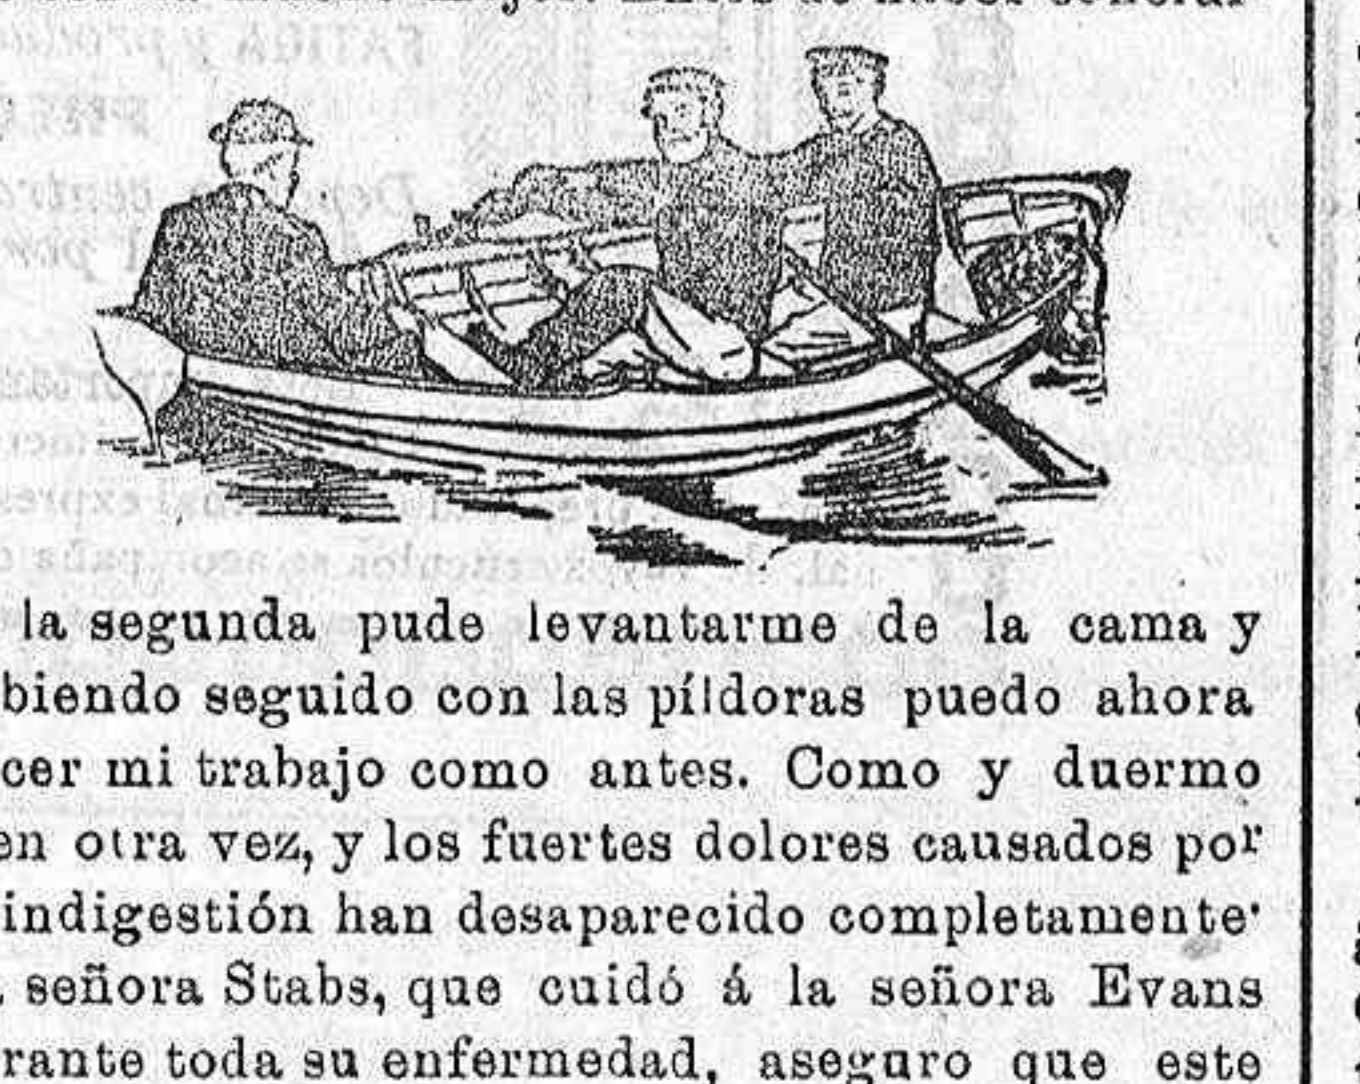 la segunda pude levantarme de la cama y
biendo seguido con las píldoras puedo ahora
cer mi trabajo como antes. Como y duermo
en otra vez, y los fuertes dolores causados por
indigestión han desaparecido completamente·
señora Stabs, que cuidó á la señora Evans
rante toda su enfermedad, aseguro que este